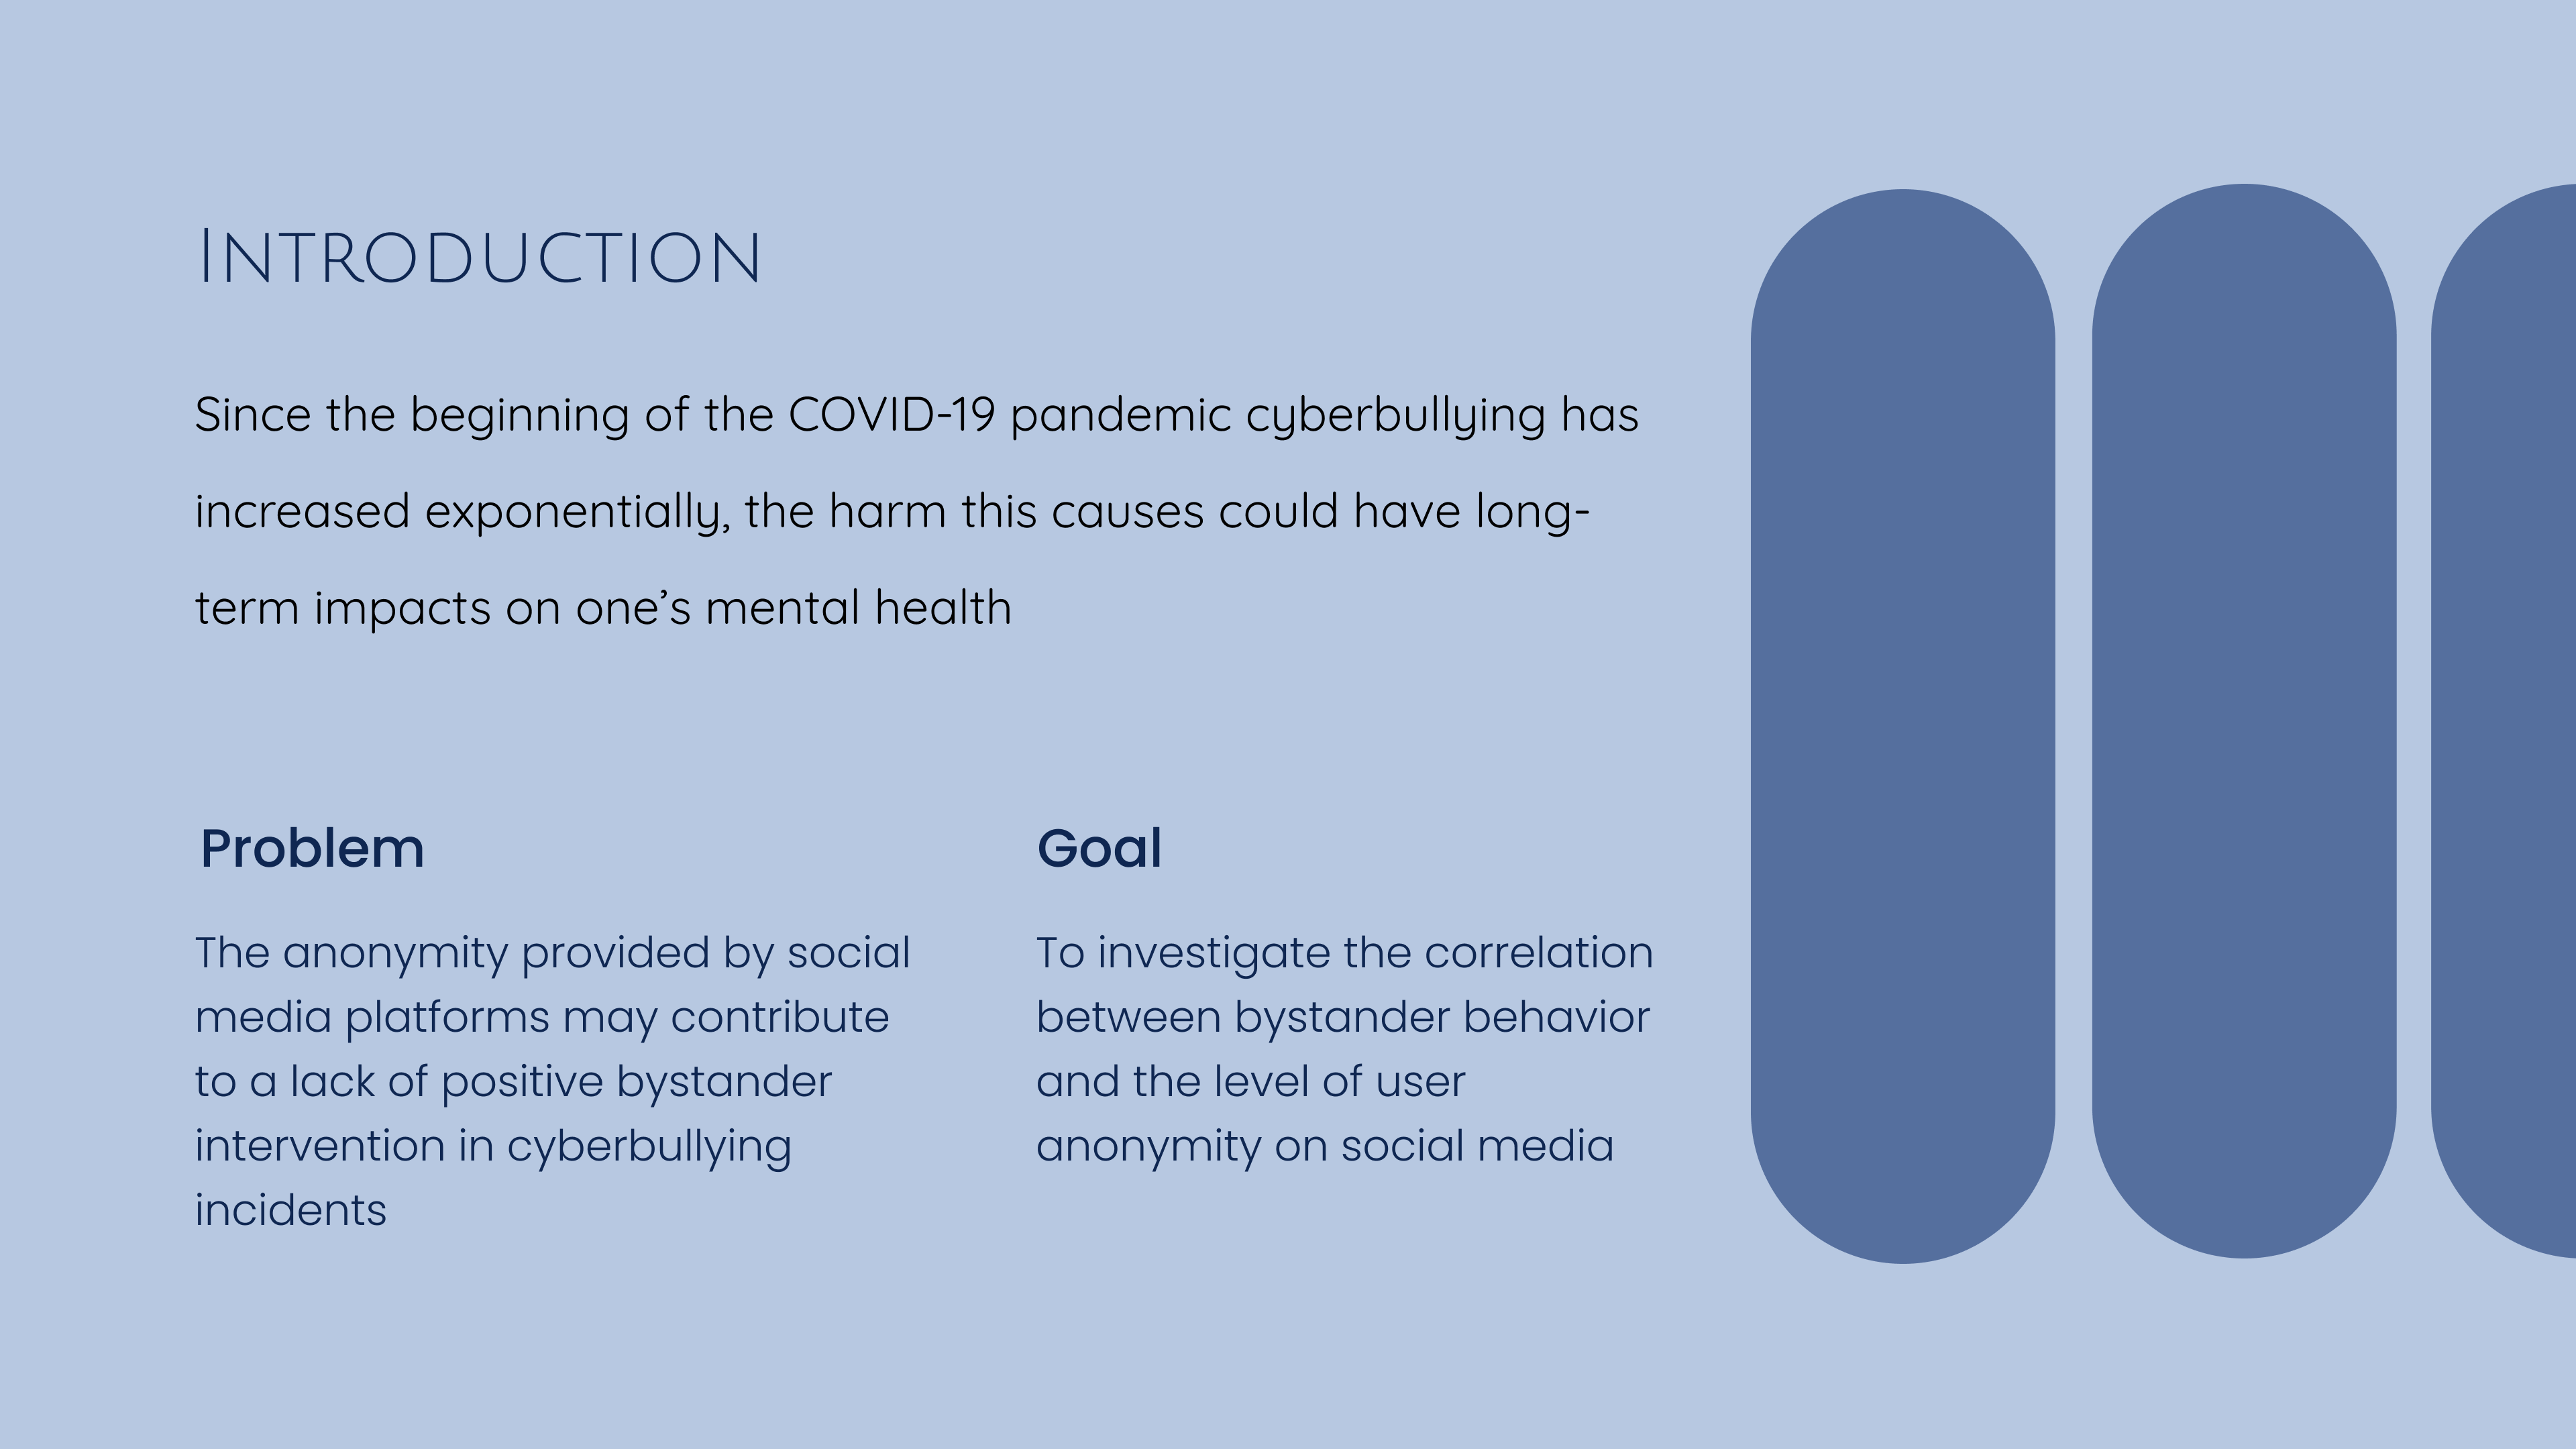 Introduction
Since the beginning of the COVID-19 pandemic cyberbullying has
increased exponentially, the harm this causes could have long-
term impacts on one’s mental health
Problem
The anonymity provided by social
media platforms may contribute
to a lack of positive bystander
intervention in cyberbullying
incidents
Goal
To investigate the correlation
between bystander behavior
and the level of user
anonymity on social media